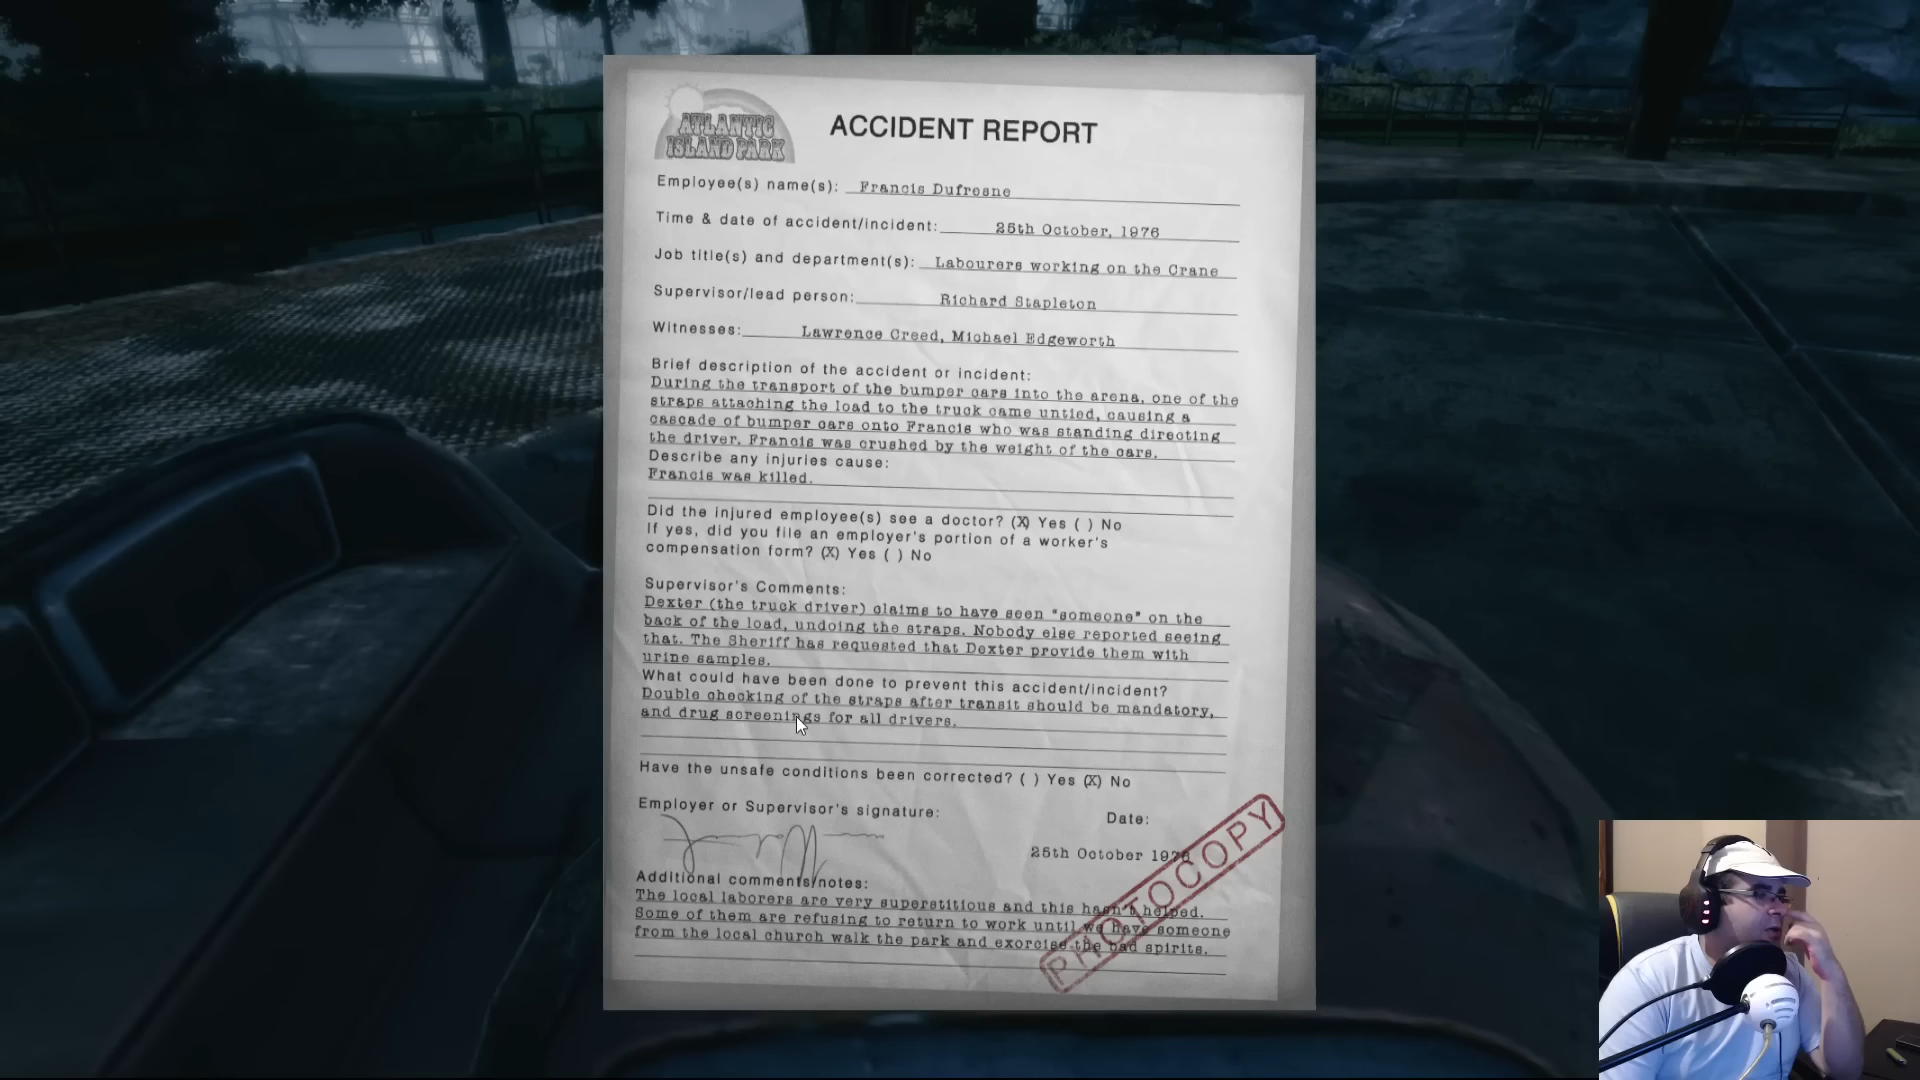 ATLANTIC
ISLAND PARK
ACCIDENT REPORT
Employee(s) name(s): Francis Dufresne
Time & date of accident/incident: 25th October, 1976
Job title(s) and department(s): Labourers working on the Crane
Supervisor/lead person: Richard Stapleton
Witnesses: Lawrence Creed, Michael Edgeworth
Brief description of the accident or incident:
During the transport of the bumper cars into the arena, one of the
straps attaching the load to the truck came untied, causing a
cascade of bumper cars onto Francis who was standing directing
the driver. Francis was crushed by the weight of the cars.
Describe any injuries cause:
Francis was killed.
Did the injured employee(s) see a doctor? (X) Yes ( ) No
If yes, did you file an employer's portion of a worker's
compensation form? (X) Yes ( ) No
Supervisor's Comments:
Dexter (the truck driver) claims to have seen "someone" on the
back of the load, undoing the straps. Nobody else reported seeing
that. The Sheriff has requested that Dexter provide them with
urine samples.
What could have been done to prevent this accident/incident?
Double checking of the straps after transit should be mandatory,
and drug screenings for all drivers.
Have the unsafe conditions been corrected? ( ) Yes (X) No
Employer or Supervisor's signature: Date:
25th October 1976
Additional comments/notes:
The local laborers are very superstitious and this hasn't helped.
Some of them are refusing to return to work until we have someone
from the local church walk the park and exorcise the bad spirits.
PHOTOCOPY